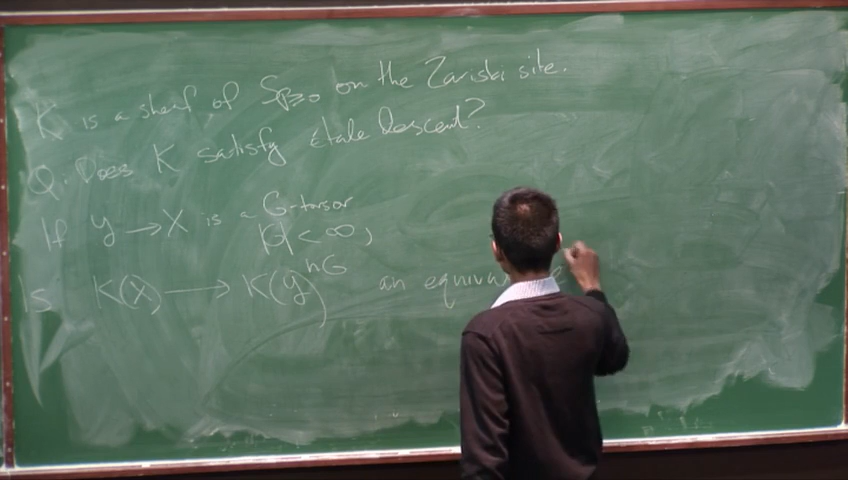 K is a sheaf of Sp≥0 on the Zariski site.
Q. Does K satisfy étale descent?
If Y → X is a G-torsor
|G| < ∞,
Is K(X) → K(Y)^hG an equiva